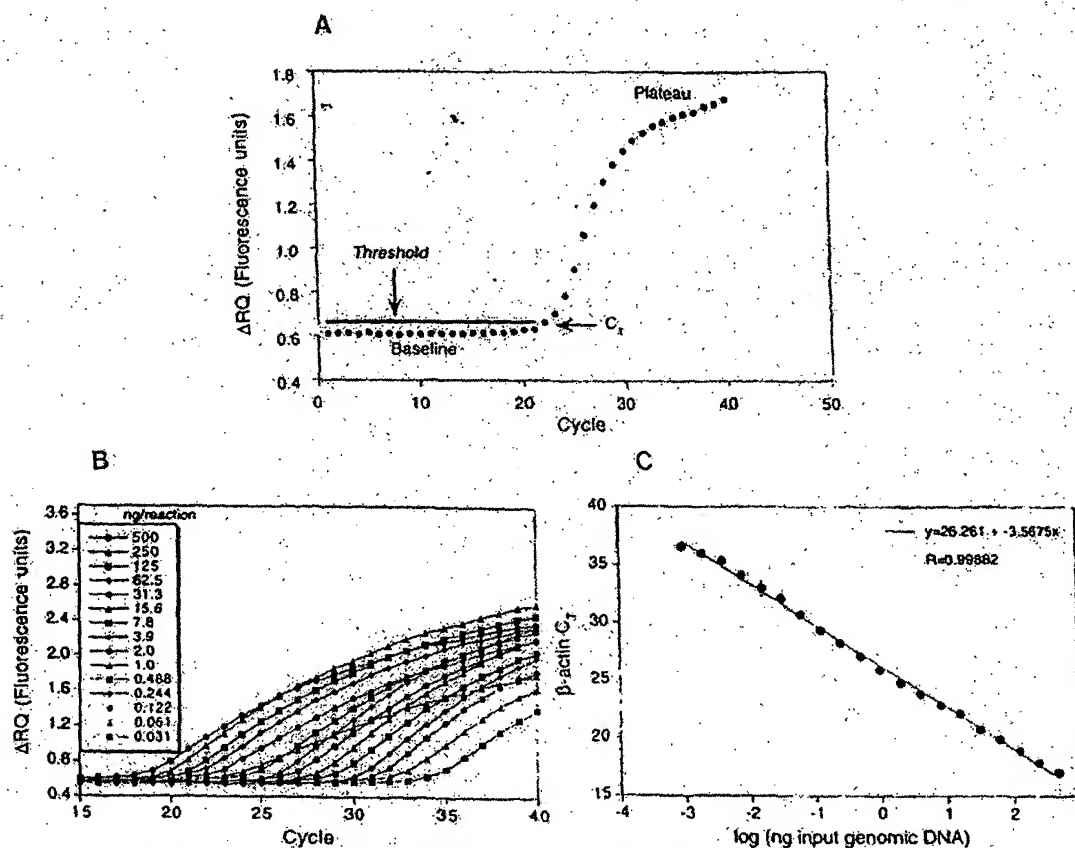 A
ΔRQ (Fluorescence units)
1.8
1.6
1.4
1.2
1.0
0.8
0.6
0.4
Plateau
Threshold
Baseline
C_T
0 10 20 30 40 50
Cycle
B
ΔRQ (Fluorescence units)
3.6
3.2
2.8
2.4
2.0
1.6
1.2
0.8
0.4
ng/reaction
500
250
125
62.5
31.3
15.6
7.8
3.9
2.0
1.0
0.488
0.244
0.122
0.061
0.031
15 20 25 30 35 40
Cycle
C
β-actin C_T
40
35
30
25
20
15
y=26.261 + -3.5675x
R=0.99882
-4 -3 -2 -1 0 1 2
log (ng input genomic DNA)